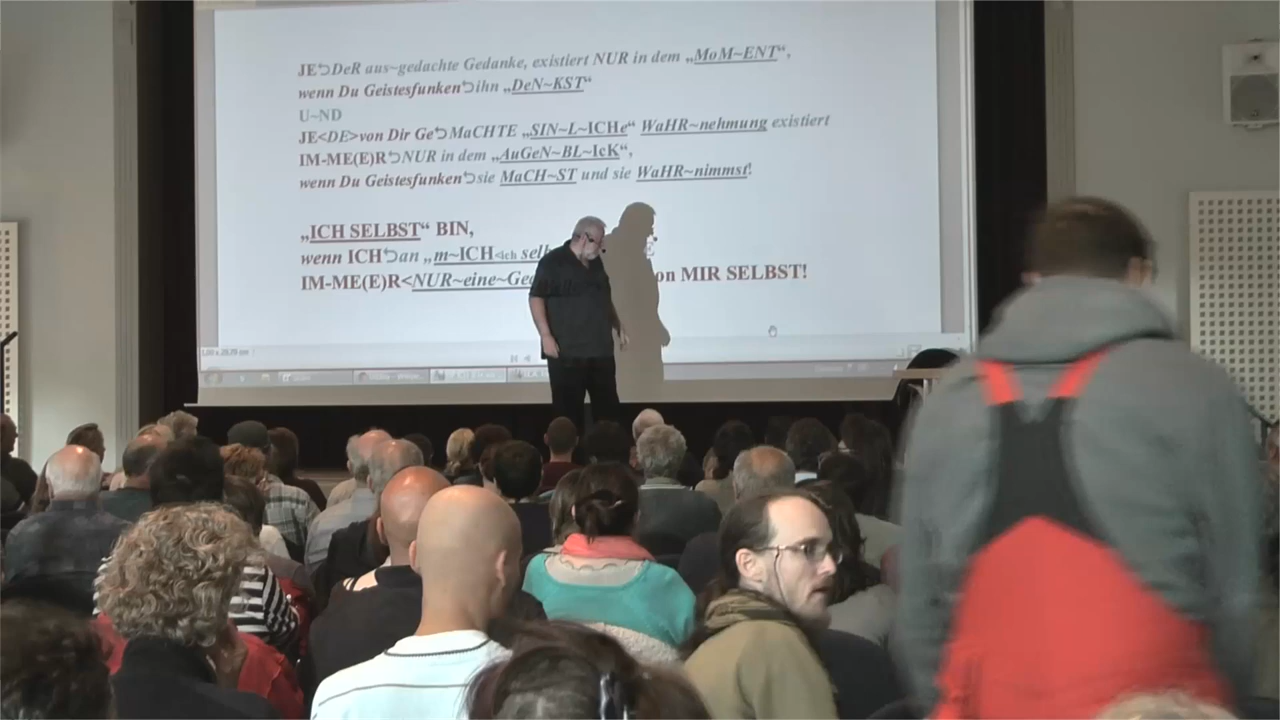 JE⮌DeR aus~gedachte Gedanke, existiert NUR in dem „MoM~ENT“,
wenn Du Geistesfunken⮌ihn „DeN~KST“
U~ND
JE<DE>von Dir Ge⮌MaCHTE „SIN~L~ICHe“ WaHR~nehmung existiert
IM-ME(E)R⮌NUR in dem „AuGeN~BL~IcK“,
wenn Du Geistesfunken⮌sie MaCH~ST und sie WaHR~nimmst!
„ICH SELBST“ BIN,
wenn ICH⮌an „m~ICH<ich
IM-ME(E)R<NUR~eine~ MIR SELBST!